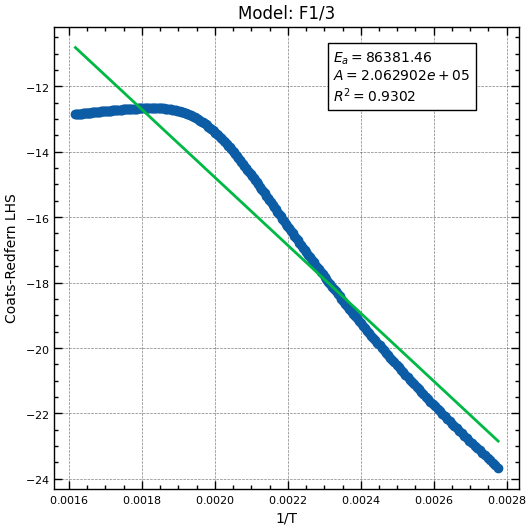 Model: F1/3
E_a = 86381.46
A = 2.062902e + 05
R^2 = 0.9302
Coats-Redfern LHS
−12
−14
−16
−18
−20
−22
−24
0.0016 0.0018 0.0020 0.0022 0.0024 0.0026 0.0028
1/T